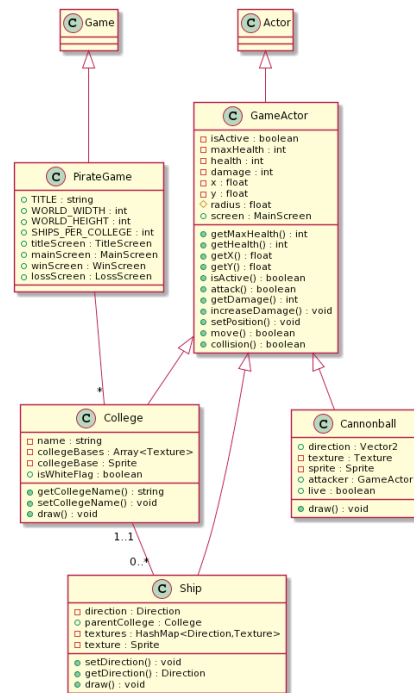 C Game
C Actor
C GameActor
isActive : boolean
maxHealth : int
health : int
damage : int
x : float
y : float
radius : float
screen : MainScreen
getMaxHealth() : int
getHealth() : int
getX() : float
getY() : float
isActive() : boolean
attack() : boolean
getDamage() : int
increaseDamage() : void
setPosition() : void
move() : boolean
collision() : boolean
C PirateGame
TITLE : string
WORLD_WIDTH : int
WORLD_HEIGHT : int
SHIPS_PER_COLLEGE : int
titleScreen : TitleScreen
mainScreen : MainScreen
winScreen : WinScreen
lossScreen : LossScreen
*
C College
name : string
collegeBases : Array<Texture>
collegeBase : Sprite
isWhiteFlag : boolean
getCollegeName() : string
setCollegeName() : void
draw() : void
C Cannonball
direction : Vector2
texture : Texture
sprite : Sprite
attacker : GameActor
live : boolean
draw() : void
1..1
0..*
C Ship
direction : Direction
parentCollege : College
textures : HashMap<Direction,Texture>
texture : Sprite
setDirection() : void
getDirection() : Direction
draw() : void